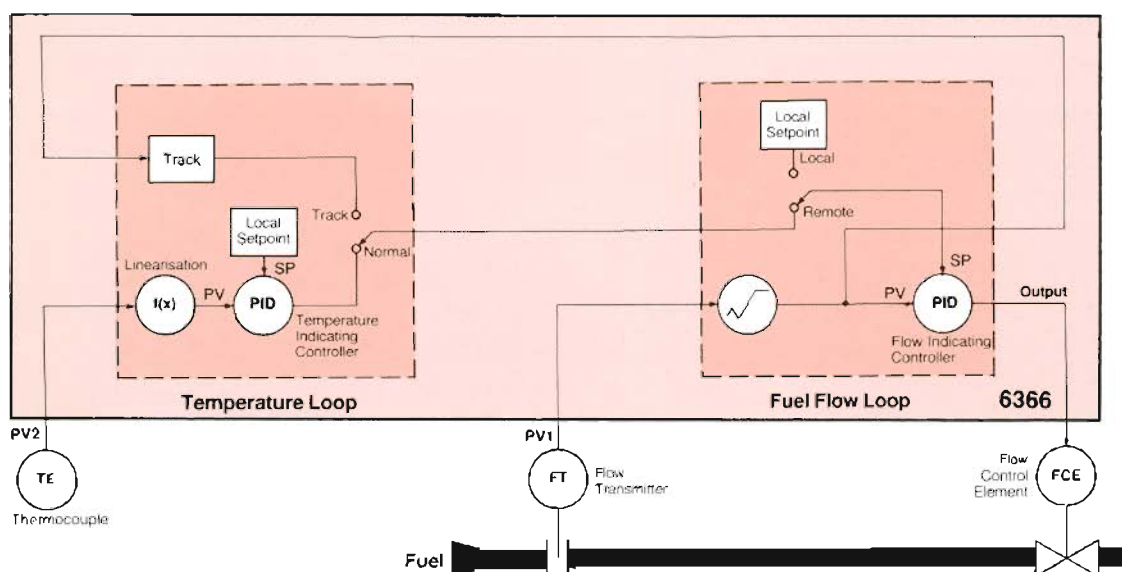 Track
Local
Setpoint
Track
Normal
Linearisation
f(x)
PV
SP
PID
Temperature
Indicating
Controller
Temperature Loop
Local
Setpoint
Local
Remote
SP
PV
PID
Output
Flow Indicating
Controller
Fuel Flow Loop
6366
PV2
TE
Thermocouple
PV1
FT
Flow
Transmitter
Flow
Control
Element
FCE
Fuel